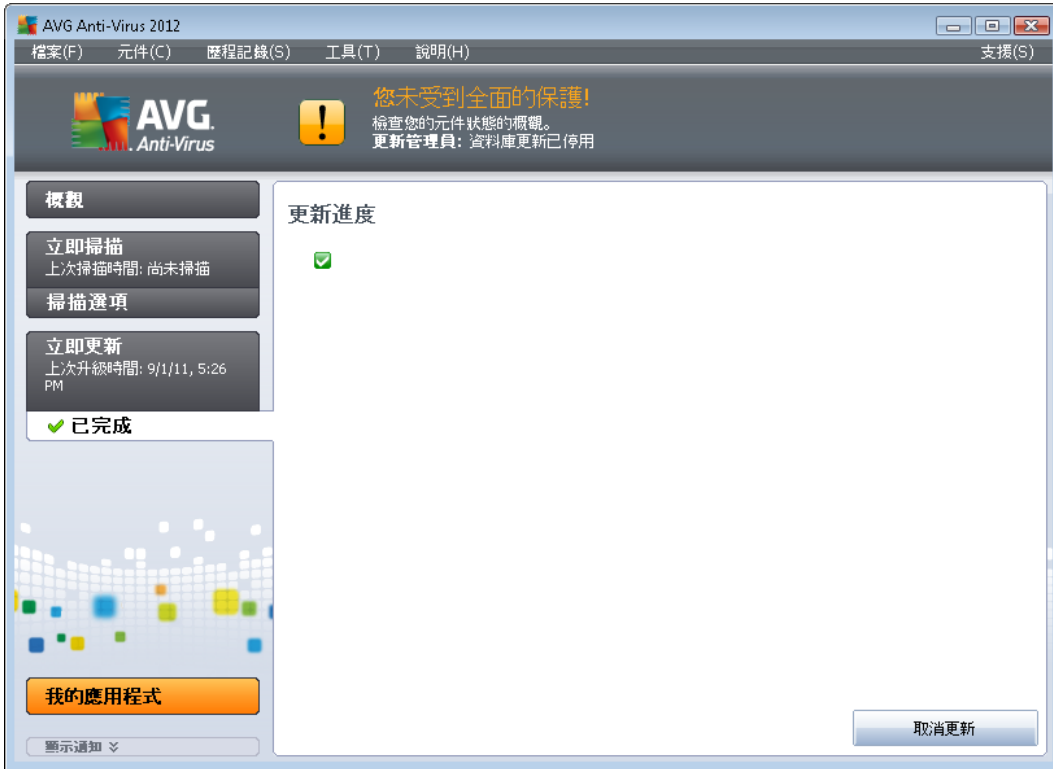 AVG Anti-Virus 2012
檔案(F) 元件(C) 歷程記錄(S) 工具(T) 說明(H) 支援(S)
AVG.
Anti-Virus
您未受到全面的保護!
檢查您的元件狀態的概觀。
更新管理員: 資料庫更新已停用
概觀
立即掃描
上次掃描時間: 尚未掃描
掃描選項
立即更新
上次升級時間: 9/1/11, 5:26
PM
已完成
更新進度
我的應用程式
顯示通知
取消更新